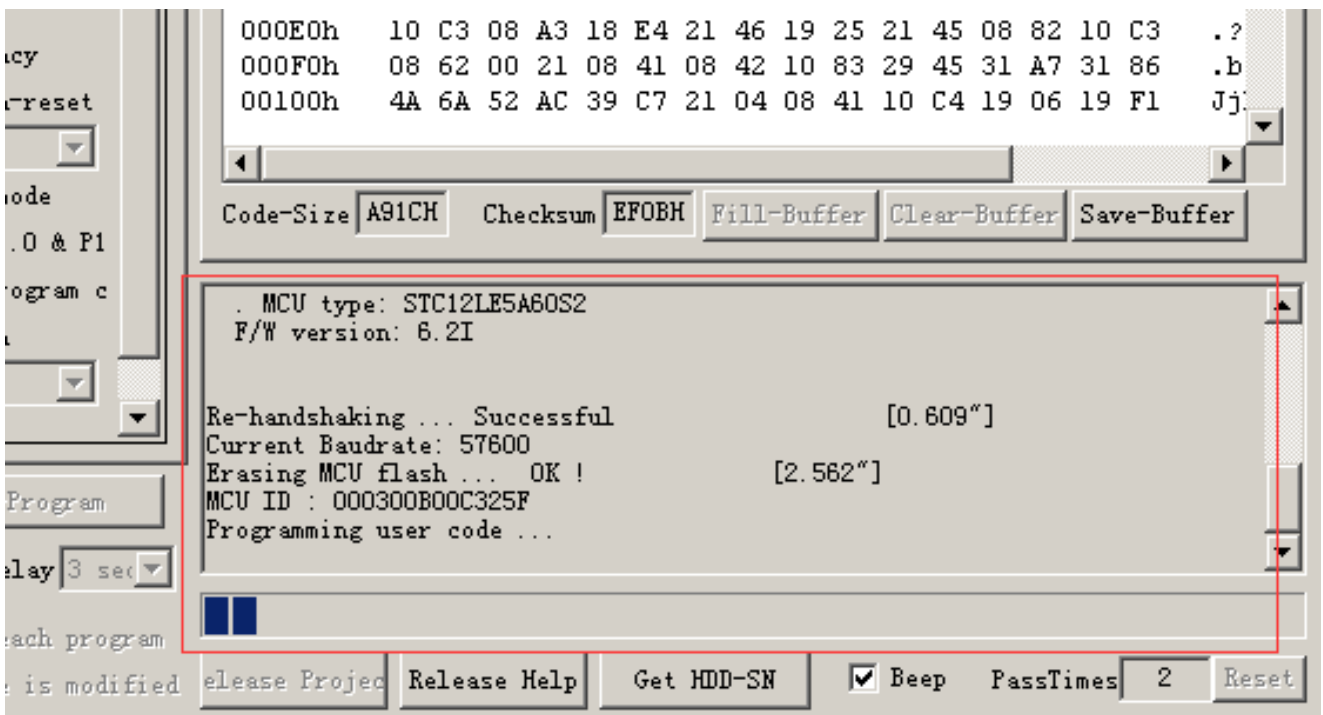 000E0h 10 C3 08 A3 18 E4 21 46 19 25 21 45 08 82 10 C3 .?
000F0h 08 62 00 21 08 41 08 42 10 83 29 45 31 A7 31 86 .b
00100h 4A 6A 52 AC 39 C7 21 04 08 41 10 C4 19 06 19 F1 Jj
Code-Size A91CH Checksum EF0BH Fill-Buffer Clear-Buffer Save-Buffer
-reset
.0 & P1
. MCU type: STC12LE5A60S2
F/W version: 6.2I
Re-handshaking ... Successful [0.609"]
Current Baudrate: 57600
Erasing MCU flash ... OK ! [2.562"]
MCU ID : 000300B00C325F
Programming user code ...
Program
elay 3 sec
each program
is modified
elease Projec Release Help Get HDD-SN Beep PassTimes 2 Reset